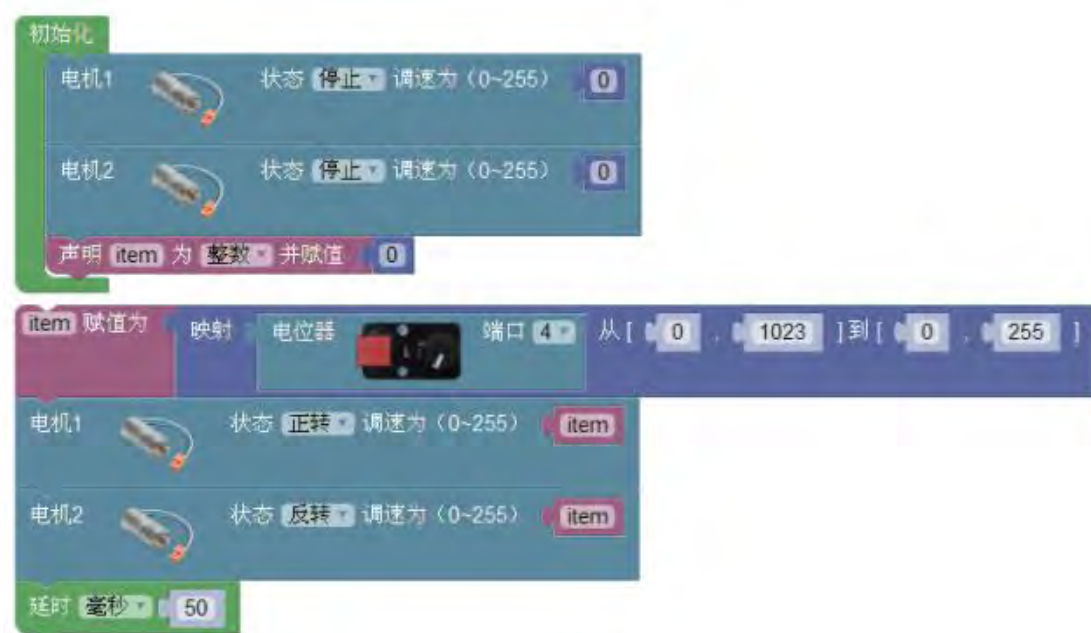 初始化
电机1 状态 停止 调速为（0~255） 0
电机2 状态 停止 调速为（0~255） 0
声明 item 为 整数 并赋值 0
item 赋值为 映射 电位器 端口 4 从 [ 0 , 1023 ] 到 [ 0 , 255 ]
电机1 状态 正转 调速为（0~255） item
电机2 状态 反转 调速为（0~255） item
延时 毫秒 50